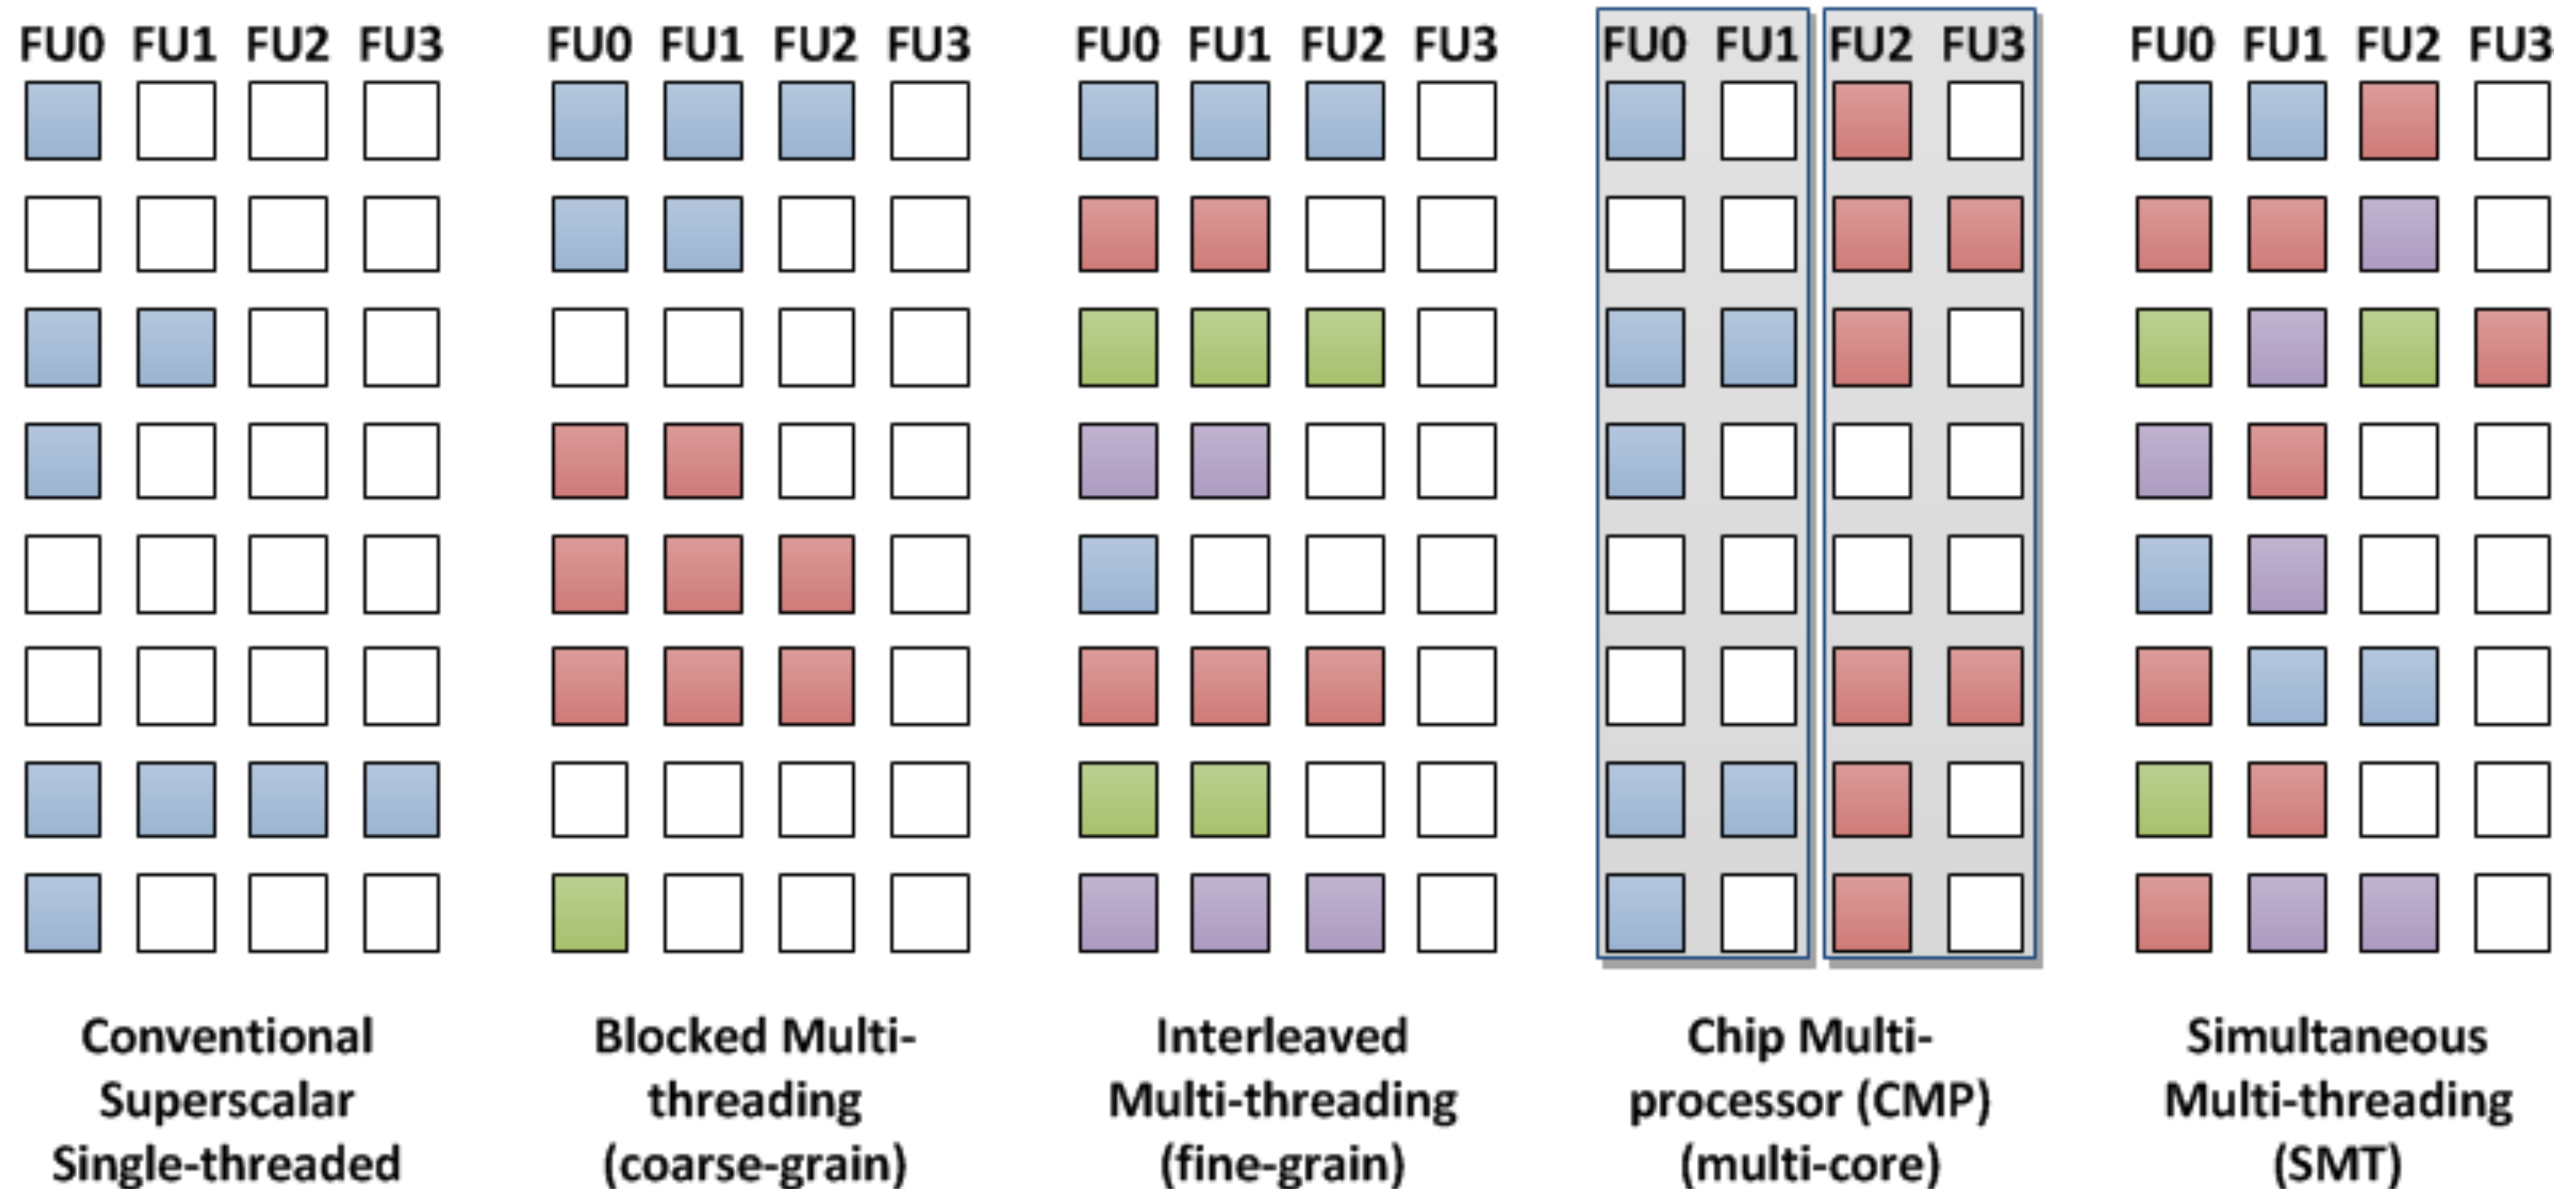 FU0 FU1 FU2 FU3
FU0 FU1 FU2 FU3
FU0 FU1 FU2 FU3
FU0 FU1 FU2 FU3
FU0 FU1 FU2 FU3
Conventional
Superscalar
Single-threaded
Blocked Multi-
threading
(coarse-grain)
Interleaved
Multi-threading
(fine-grain)
Chip Multi-
processor (CMP)
(multi-core)
Simultaneous
Multi-threading
(SMT)